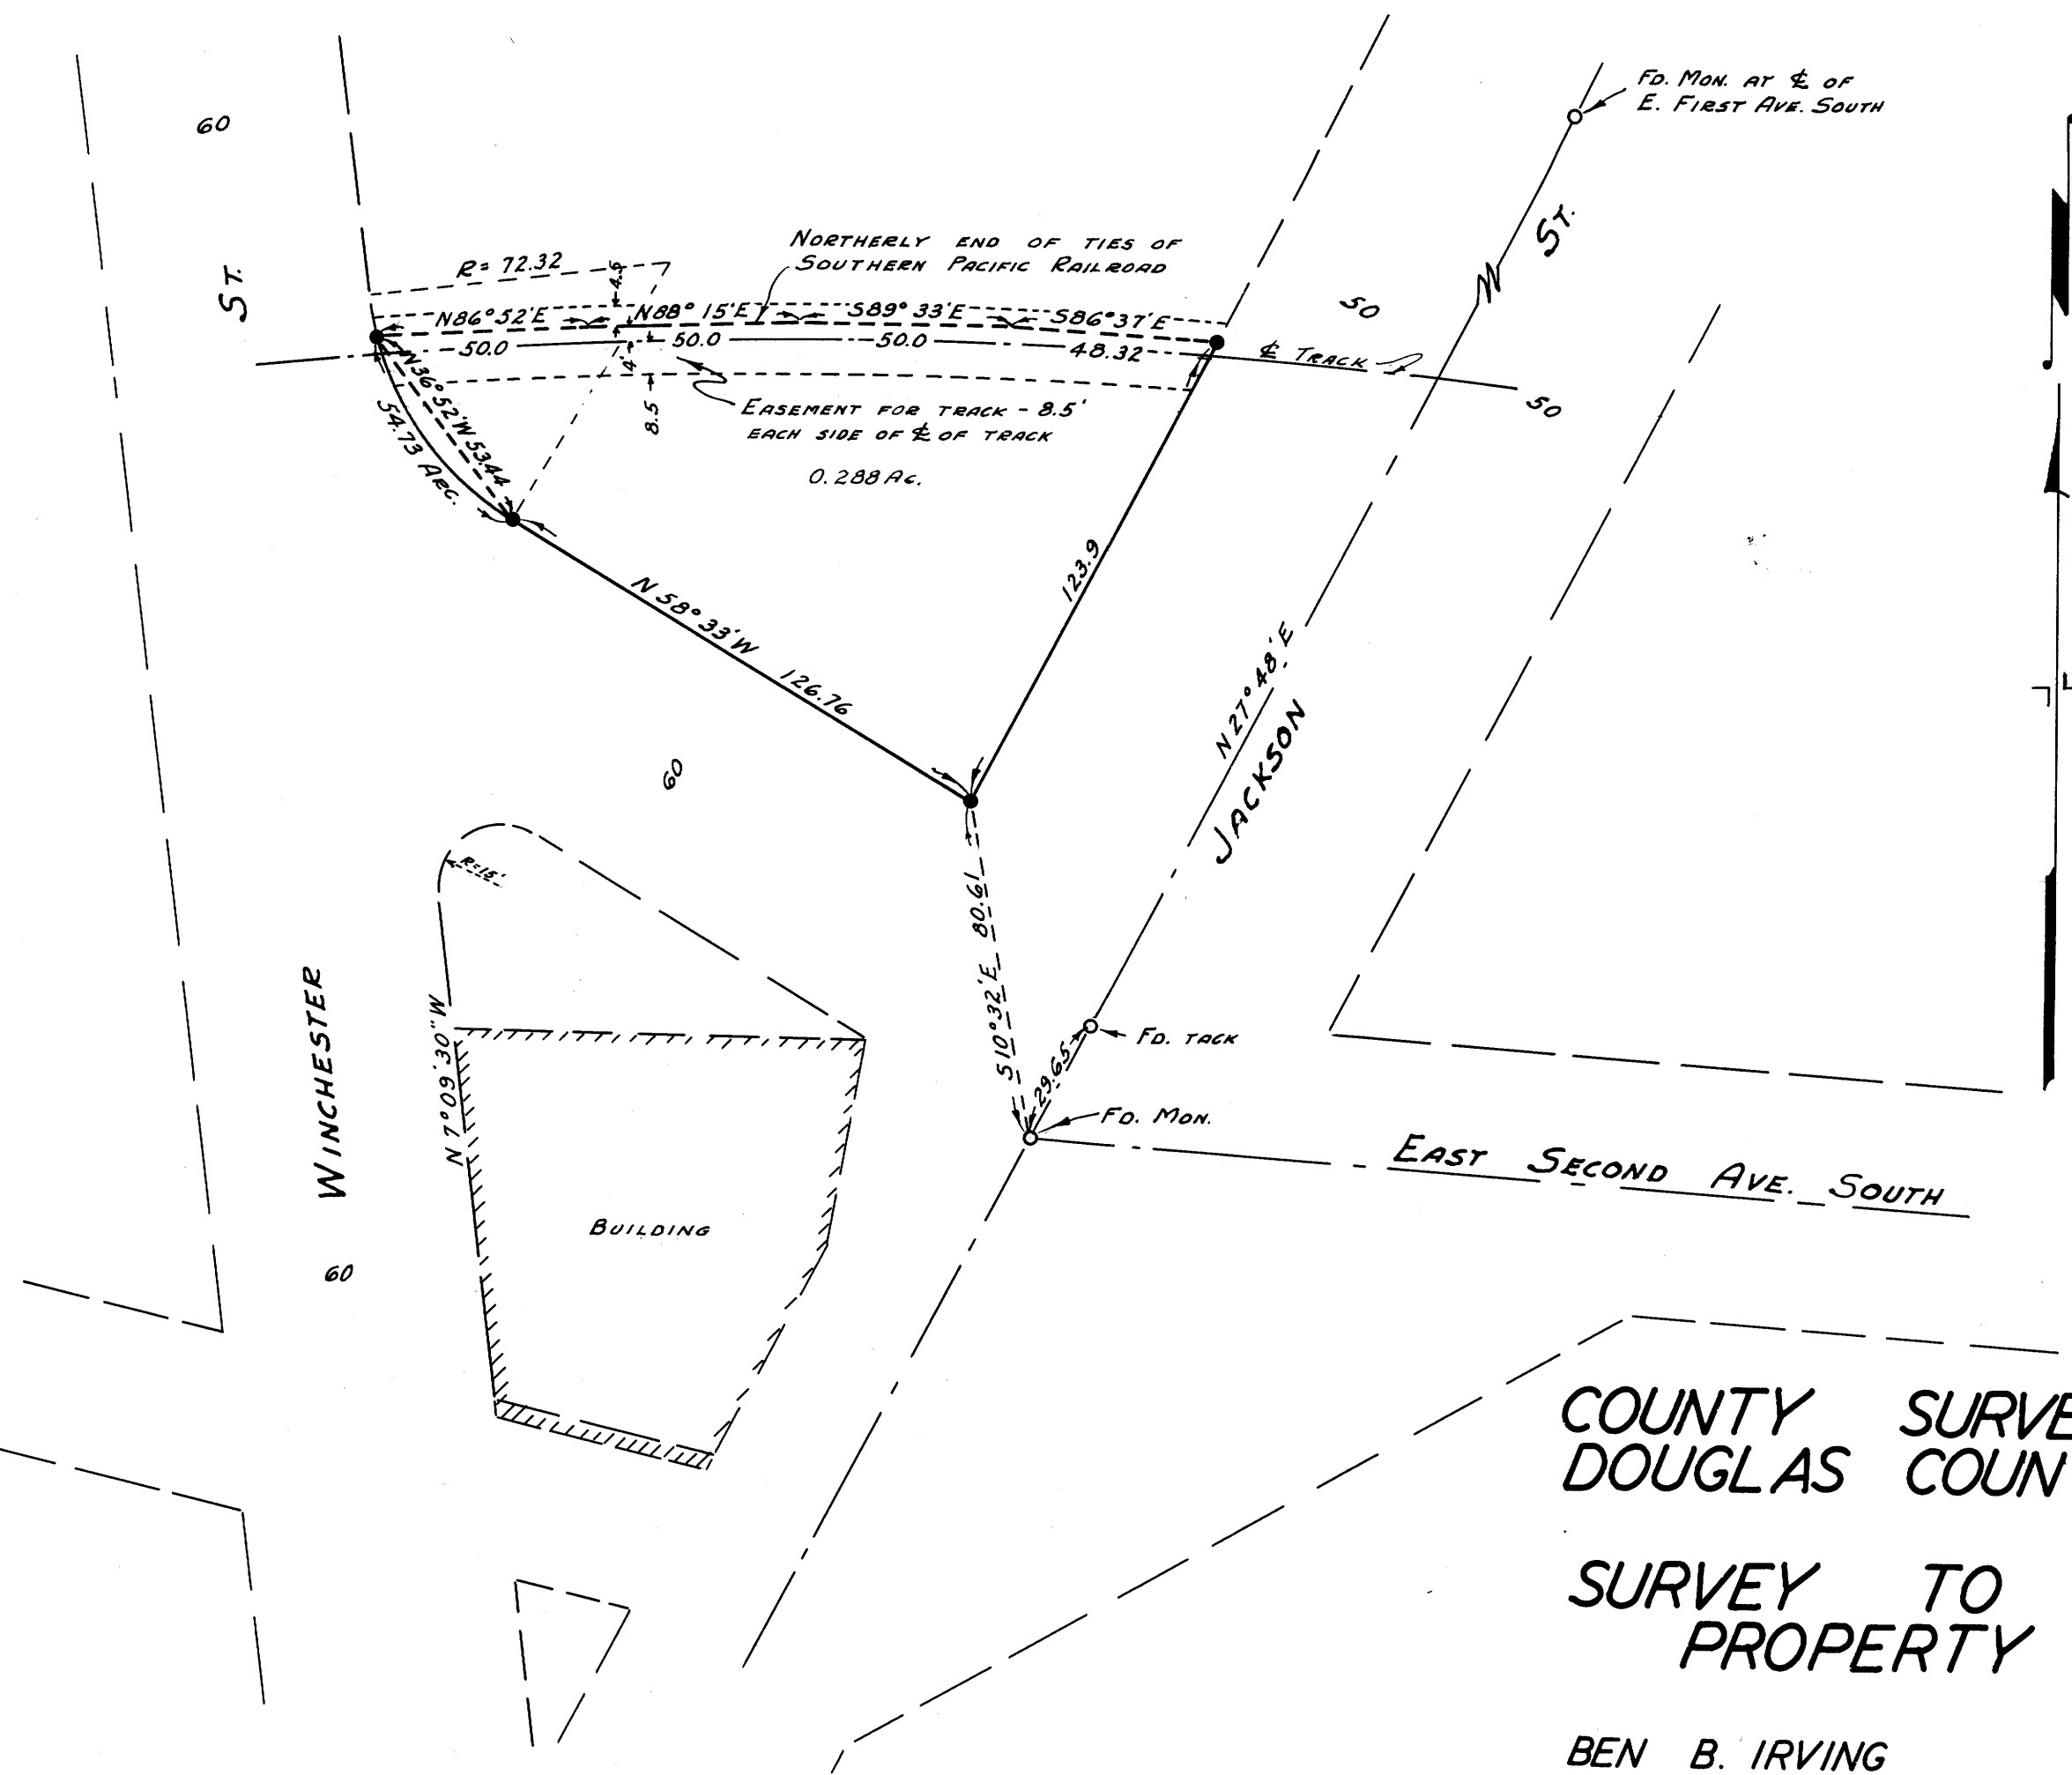 FD. MON. AT ℄ OF
E. FIRST AVE. SOUTH
60
ST.
ST.
NORTHERLY END OF TIES OF
SOUTHERN PACIFIC RAILROAD
R= 72.32
4.5
50
N86°52'E N88°15'E S89°33'E S86°37'E
50.0 50.0 50.0 48.32
℄ TRACK
4
50
N36°52'W 53.44
54.73 ARC.
8.5
EASEMENT FOR TRACK - 8.5'
EACH SIDE OF ℄ OF TRACK
0.288 AC.
123.9
N 58°33'W 126.76
N 27°48'E
JACKSON
60
R=15'
S 10°32'E 80.61
WINCHESTER
N 7°09'30"W
29.65
FD. TACK
FD. MON.
EAST SECOND AVE. SOUTH
BUILDING
60
COUNTY SURVE
DOUGLAS COUN
SURVEY TO
PROPERTY
BEN B. IRVING